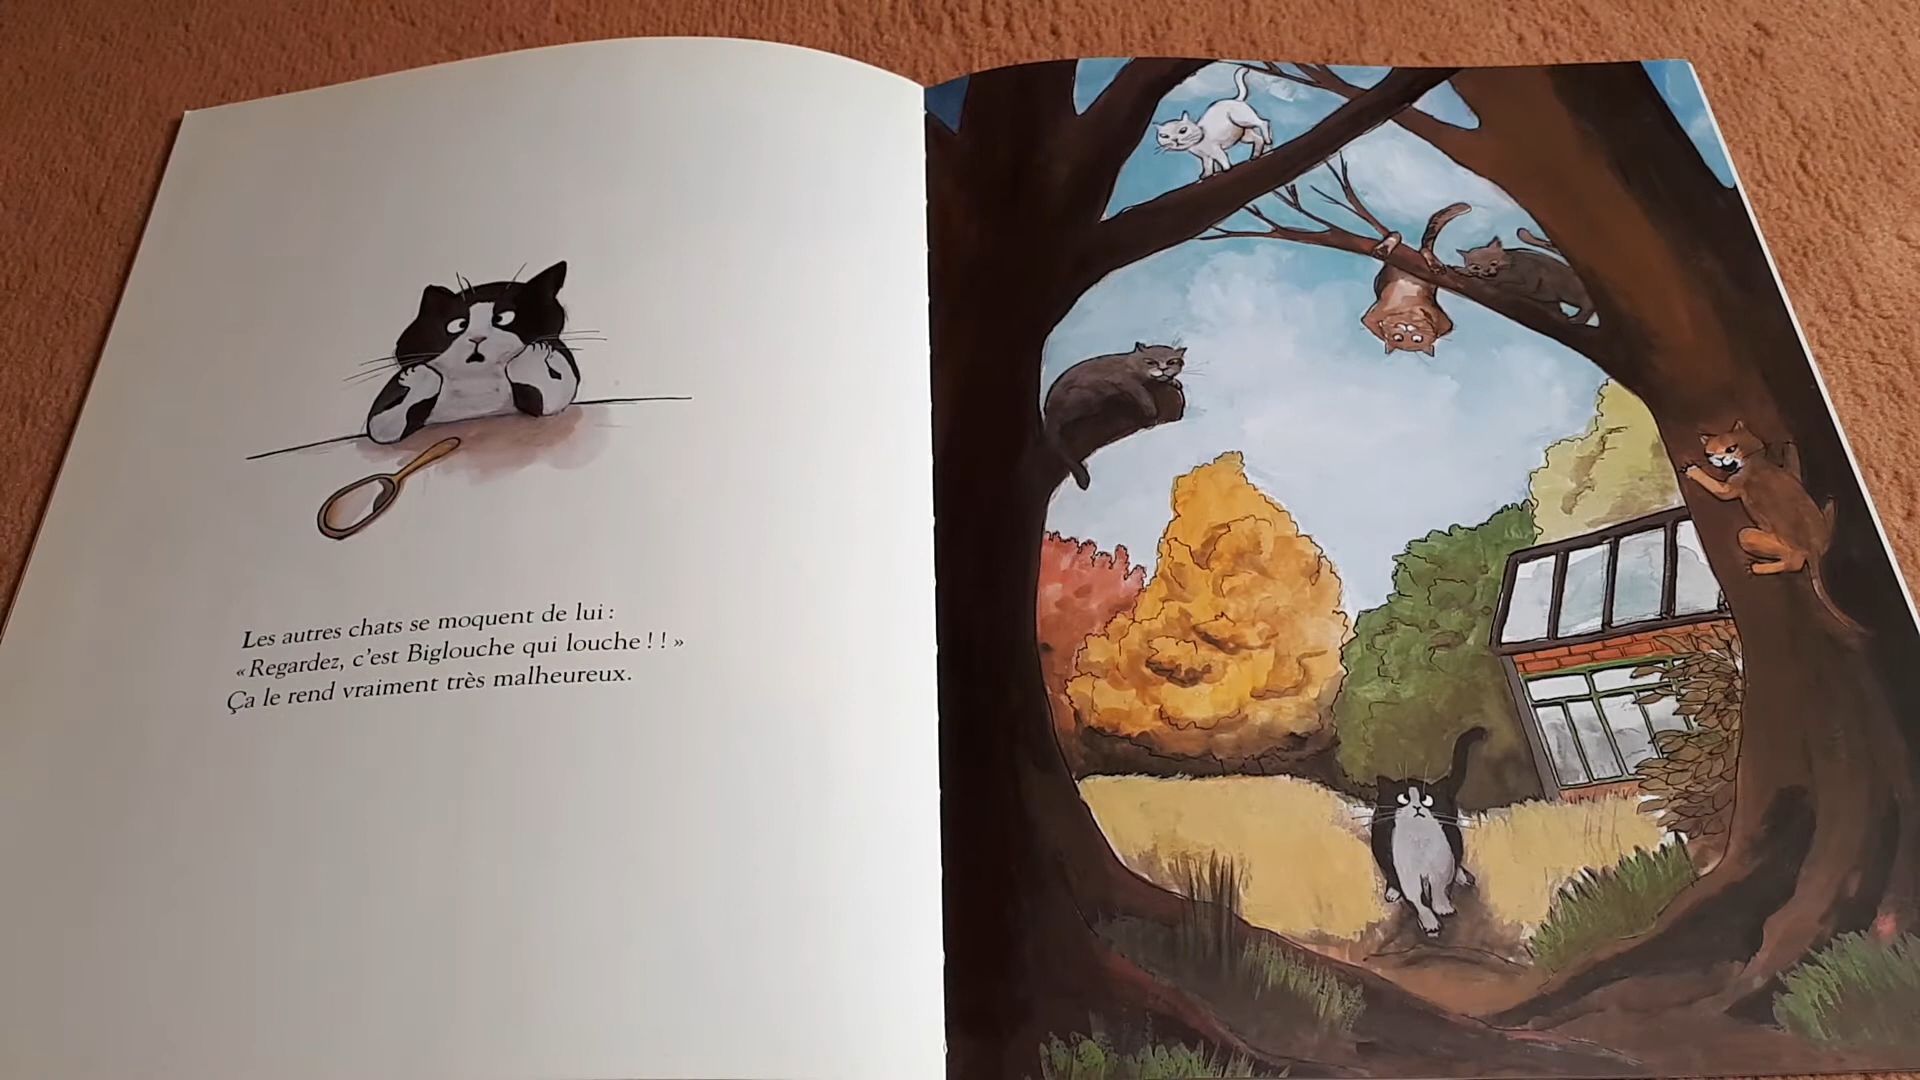 Les autres chats se moquent de lui :
« Regardez, c'est Biglouche qui louche ! ! »
Ça le rend vraiment très malheureux.